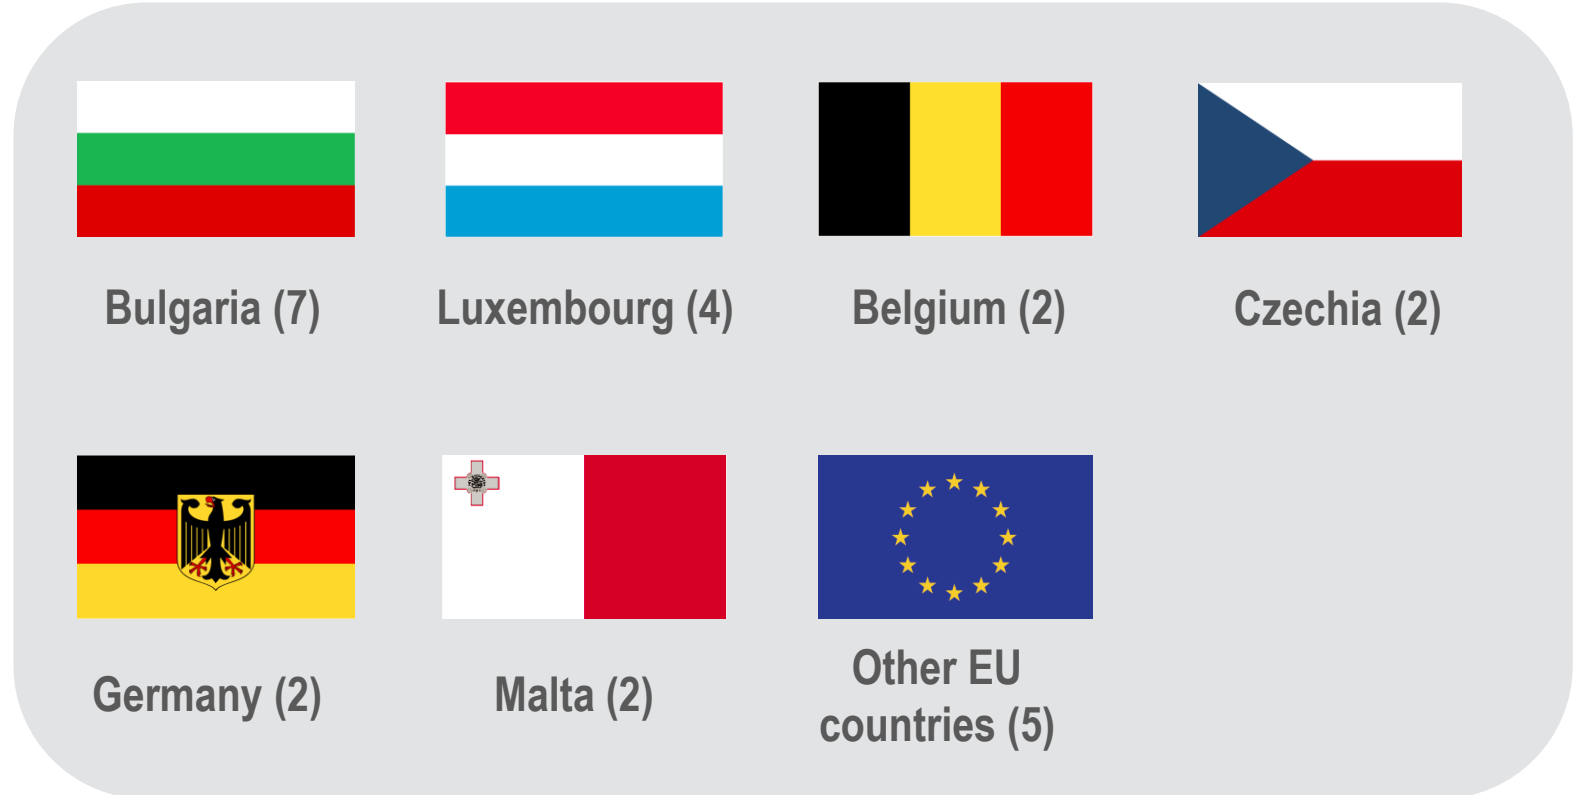 Bulgaria (7)
Luxembourg (4)
Belgium (2)
Czechia (2)
Germany (2)
Malta (2)
Other EU
countries (5)